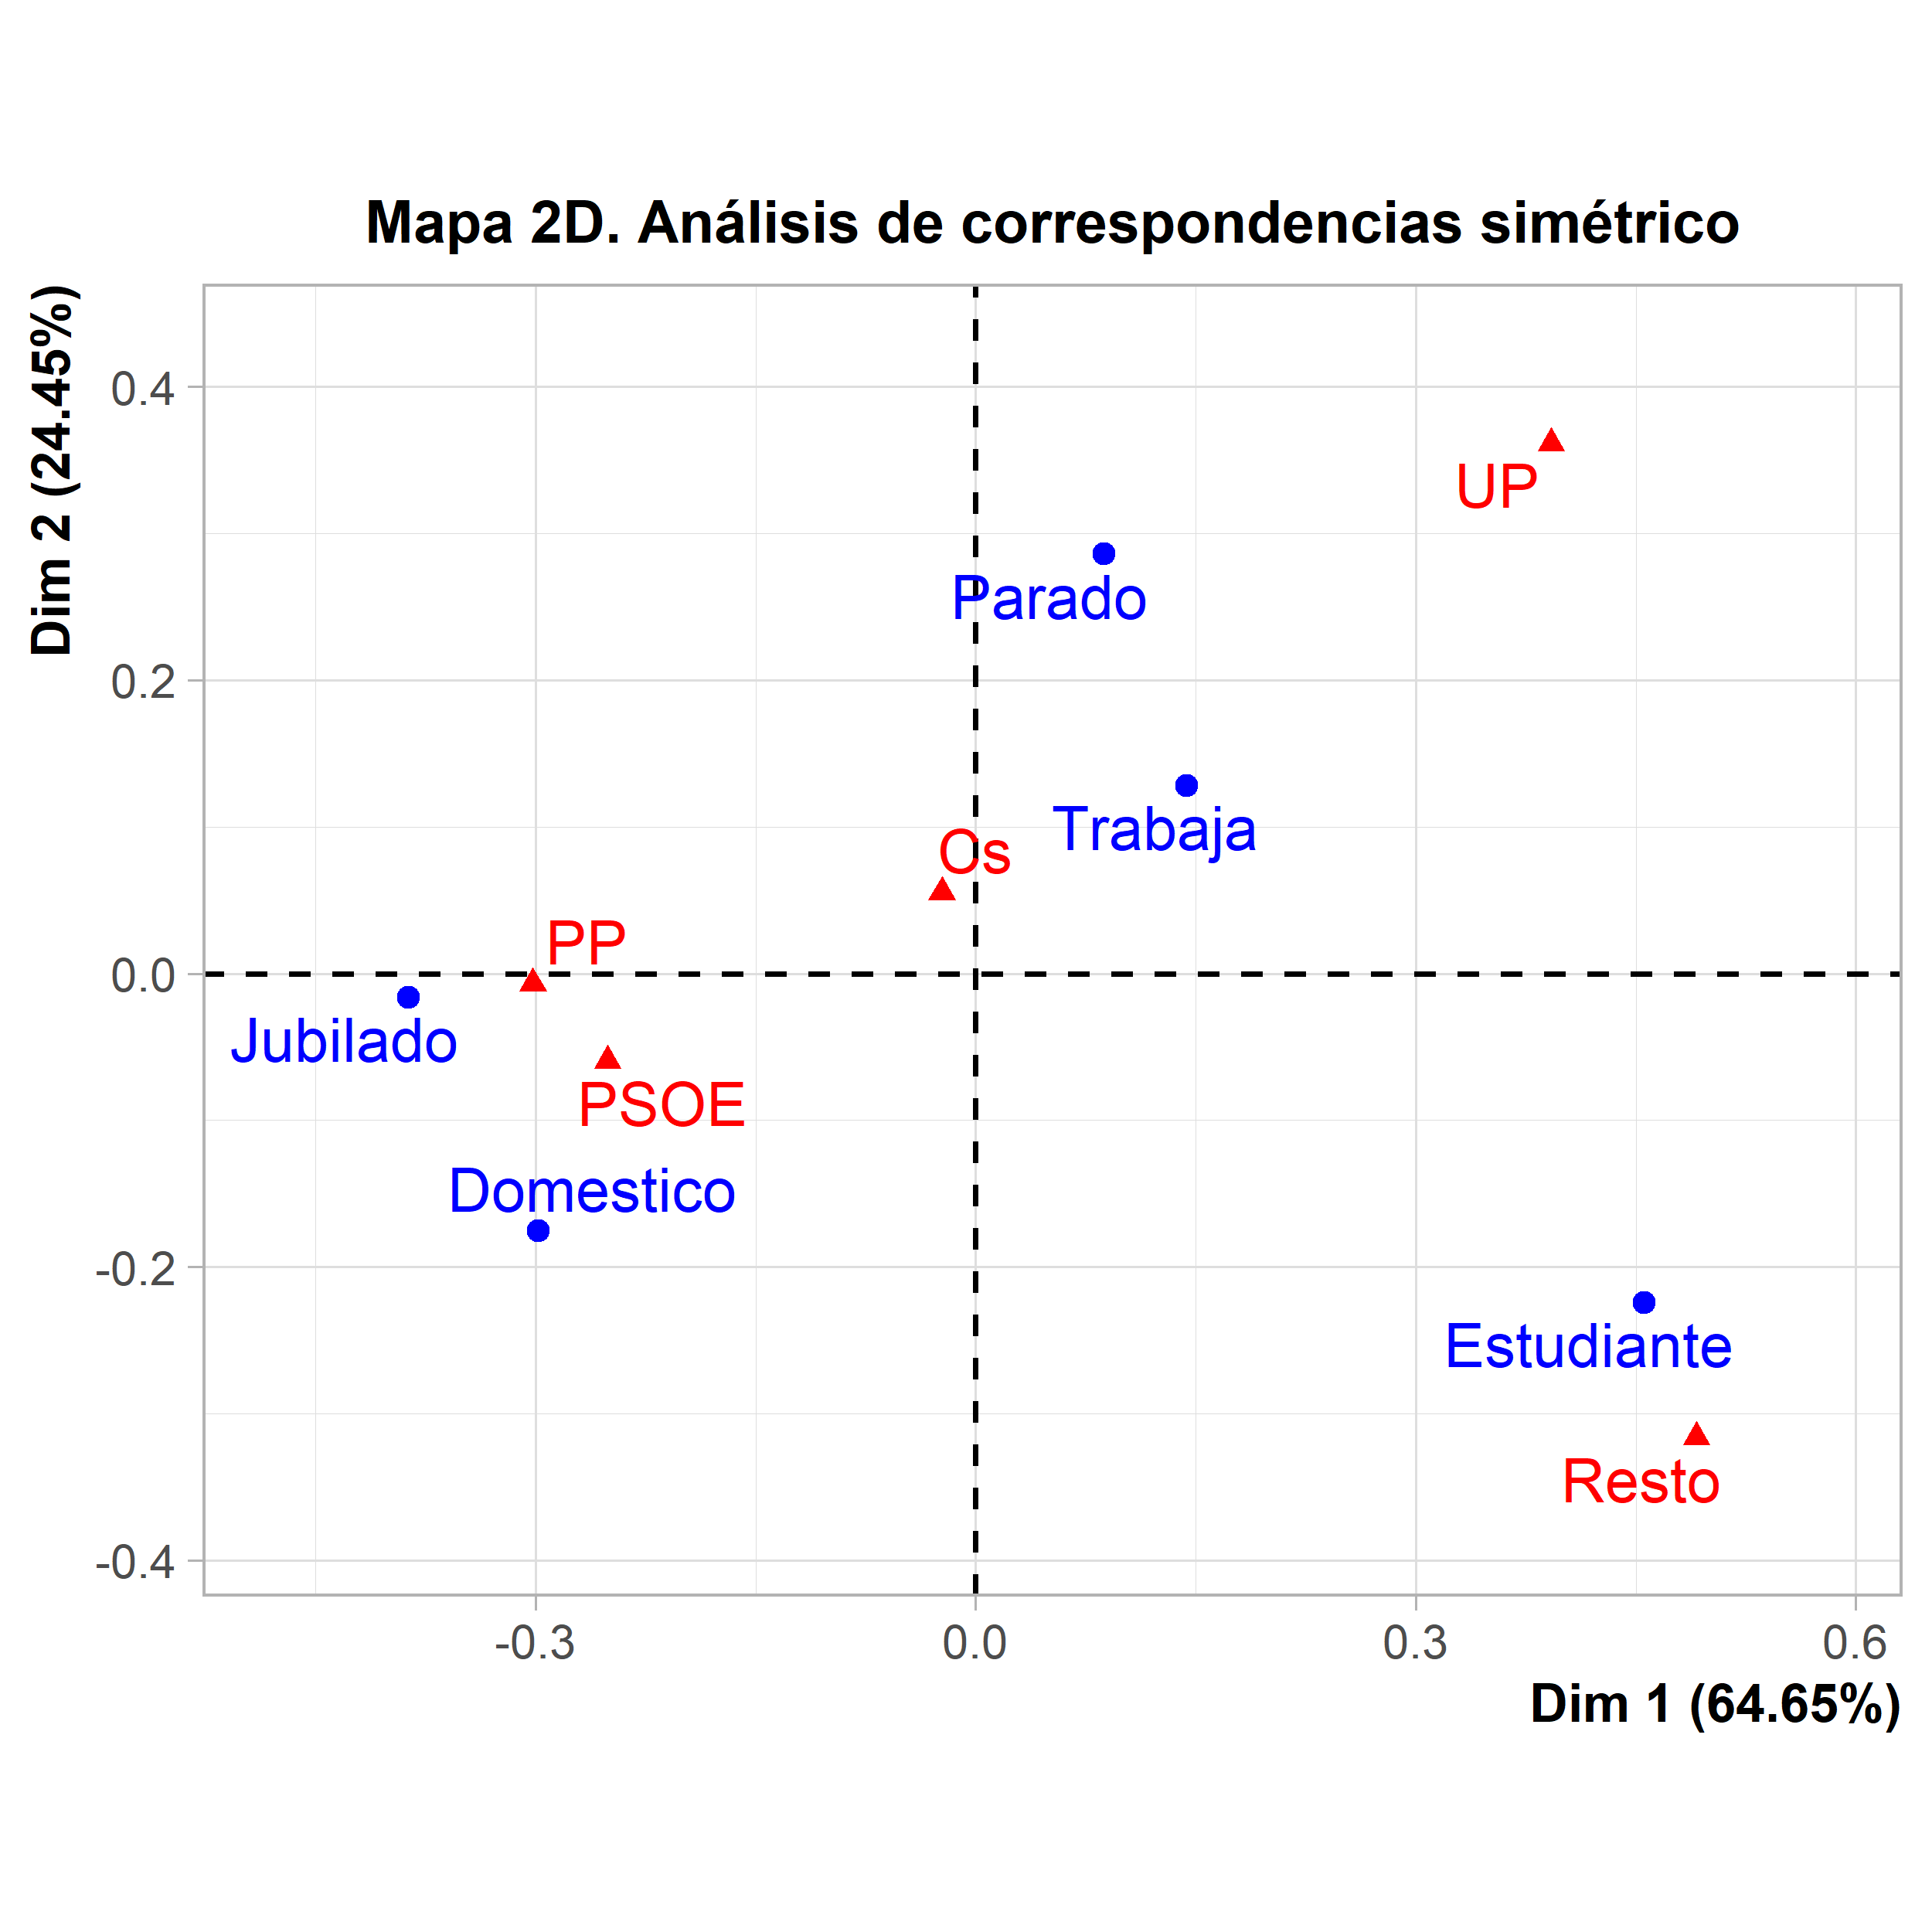 Mapa 2D. Análisis de correspondencias simétrico
Dim 2 (24.45%)
0.4
0.2
0.0
-0.2
-0.4
UP
Parado
Trabaja
Cs
PP
Jubilado
PSOE
Domestico
Estudiante
Resto
-0.3 0.0 0.3 0.6
Dim 1 (64.65%)